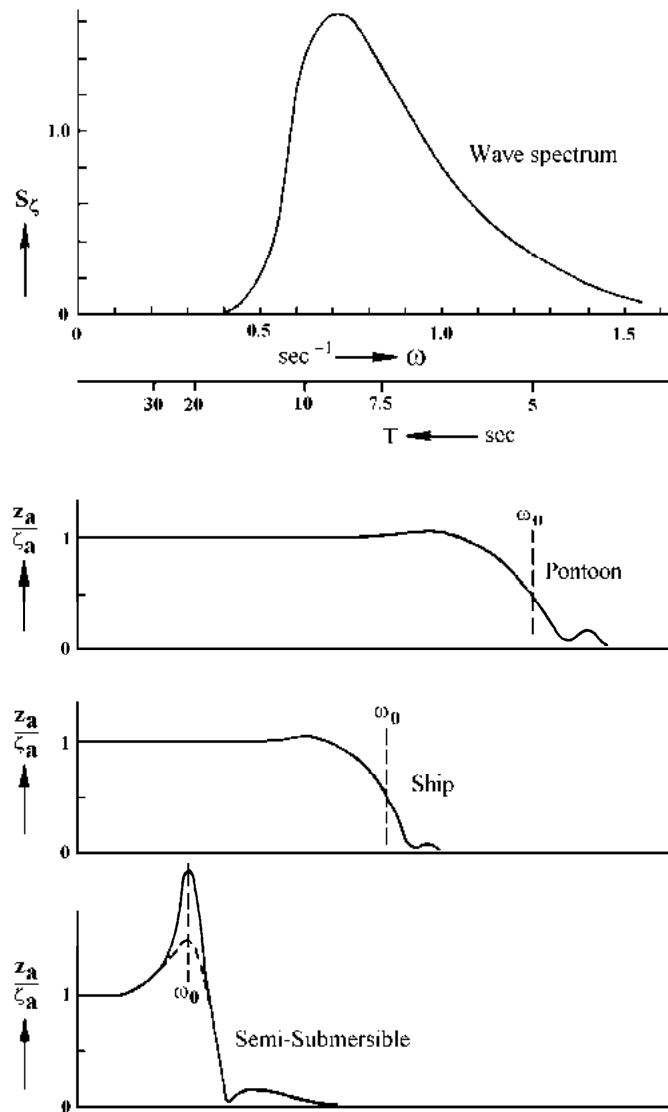 1.0
Wave spectrum
Sζ
0
0 0.5 1.0 1.5
sec ⁻¹ ω
30 20 10 7.5 5
T sec
za
ζa
1
0
ω0
Pontoon
za
ζa
1
0
ω0
Ship
za
ζa
1
0
ω0
Semi-Submersible